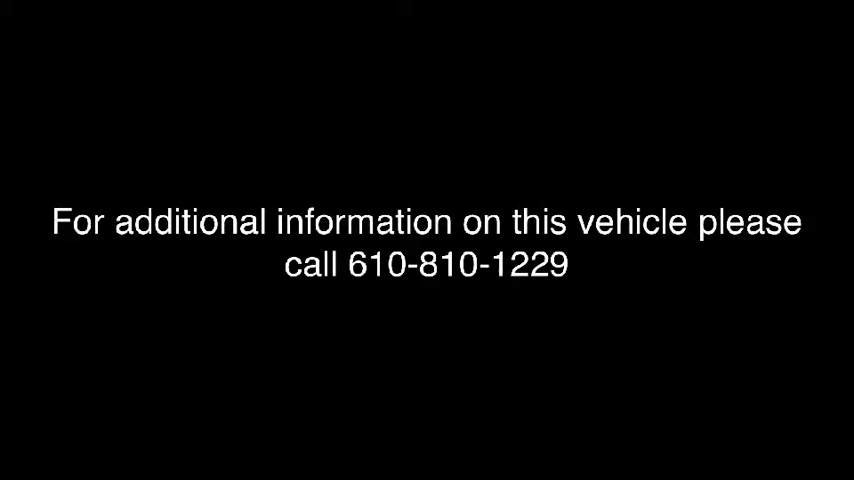 For additional information on this vehicle please
call 610-810-1229